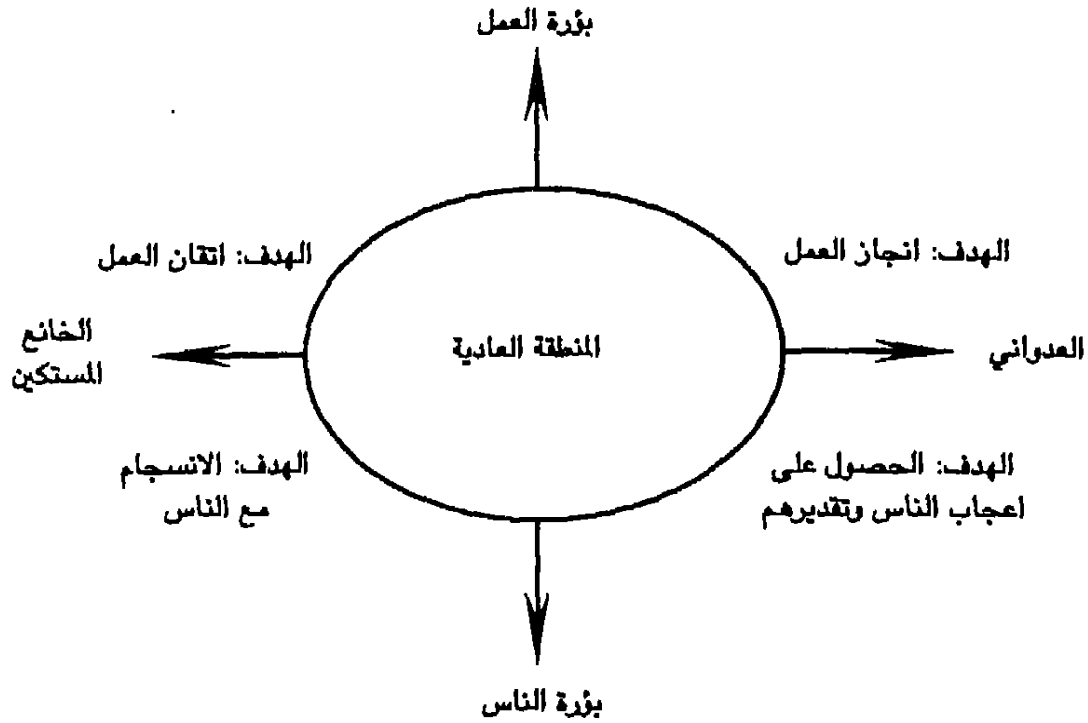 بؤرة العمل
الهدف: انجاز العمل
الهدف: اتقان العمل
العدواني
المنطقة العادية
الخانع
المستكين
الهدف: الحصول على
اعجاب الناس وتقديرهم
الهدف: الانسجام
مع الناس
بؤرة الناس